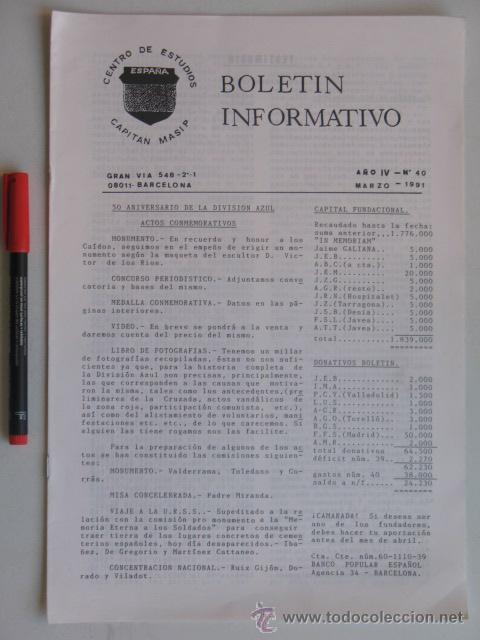 CENTRO DE ESTUDIOS
ESPAÑA
CAPITAN MASIP
BOLETIN
INFORMATIVO
GRAN VIA 548-2º-1
08011-BARCELONA
AÑO IV - Nº 40
MARZO - 1991
50 ANIVERSARIO DE LA DIVISION AZUL
ACTOS CONMEMORATIVOS
MONUMENTO.- En recuerdo y honor a los
Caídos, seguimos en el empeño de erigir un mo-
numento según la maqueta del escultor D. Vic-
tor de los Rios.
CONCURSO PERIODISTICO.- Adjuntamos convo-
catoria y bases del mismo.
MEDALLA CONMEMORATIVA.- Datos en las pá-
ginas interiores.
VIDEO.- En breve se pondrá a la venta y
daremos cuenta del precio del mismo.
LIBRO DE FOTOGRAFIAS.- Tenemos un millar
de fotografías recopiladas, éstas no son sufi-
cientes ya que, para la historia completa de
la División Azul son precisas, principalmente,
las que corresponden a las causas que motiva-
ron la misma, tales como los antecedentes,(pre
liminares de la Cruzada, actos vandálicos de
la zona roja, participación comunista, etc.),
así como del alistamiento de voluntarios, mani
festaciones etc., de lo que carecemos. Si
alguien las tiene rogamos nos las facilite.
Para la preparación de algunos de los ac
tos se han constituido las comisiones siguien-
tes:
MONUMENTO.- Valderrama, Toledano y Co-
rrás.
MISA CONCELEBRADA.- Padre Miranda.
VIAJE A LA U.R.S.S.- Supeditado a la re
lación con la comisión pro monumento a la "Me-
moria Eterna a los Soldados" para conseguir
traer tierra de los lugares concretos de cemen
terios españoles, hoy día desaparecidos.- Iba-
ñez, De Gregorio y Martínez Cattaneo.
CONCENTRACION NACIONAL.- Ruiz Gijón, Do-
rado y Viladot.
CAPITAL FUNDACIONAL.
Recaudado hasta la fecha:
suma anterior..1.776,000
"IN MEMORIAM"
Jaime GALIANA.. 5,000
J.E.B. 5,000
A.B.C.(a cta.). 1,000
J.E.M. 20,000
J.Z.G. 5,000
A.G.R.(resto). 2,000
J.R.N.(Hospitalet) 5,000
J.Z.(Tarragona). 5,000
J.S.B.(Denia). 5,000
F.S.L.(Javea). 5,000
A.T.T.(Javea). 5,000
total......... 1.839,000
DONATIVOS BOLETIN.
J.E.B. 2,000
I.M.A. 1,000
P.C.Y.(Valladolid) 1,500
L.U.S. 1,000
A.G.R. 3,000
A.G.O.(Torelló). 3,000
B.G.S. 1,000
F.F.S.(Madrid). 50,000
A.M.R. 2,000
total donativos 64,500
déficit núm. 39.. 2,270
62,230
gastos núm. 40 38,000
saldo a n/f...... 24,230
¡CAMARADA! Si deseas ser
uno de los fundadores,
debes hacer tu aportación
antes del mes de abril.
Cta. Cte. núm.60-1110-39
BANCO POPULAR ESPAÑOL
Agencia 34 - BARCELONA.
todocoleccion.net